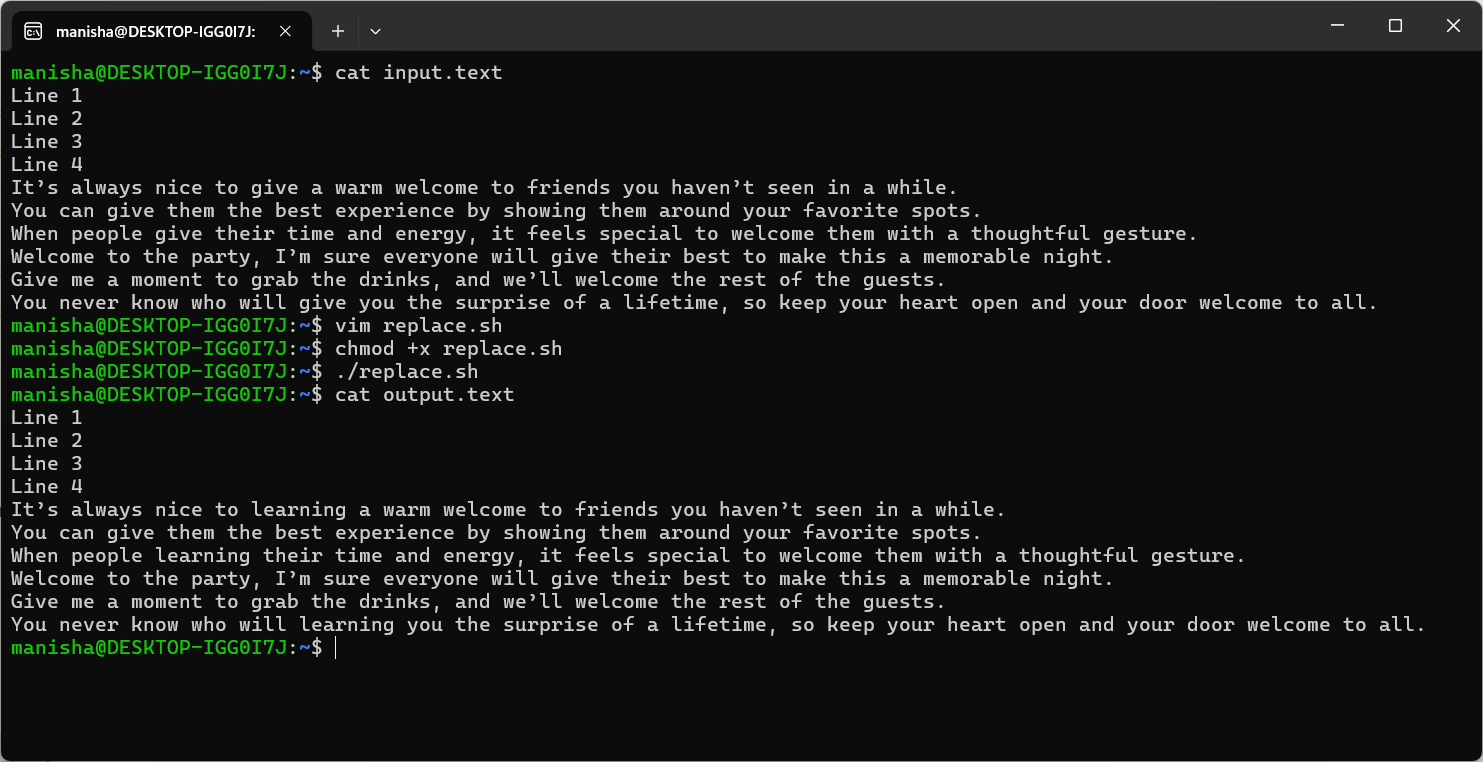 manisha@DESKTOP-IGG0I7J:
manisha@DESKTOP-IGG0I7J:~$ cat input.text
Line 1
Line 2
Line 3
Line 4
It’s always nice to give a warm welcome to friends you haven’t seen in a while.
You can give them the best experience by showing them around your favorite spots.
When people give their time and energy, it feels special to welcome them with a thoughtful gesture.
Welcome to the party, I’m sure everyone will give their best to make this a memorable night.
Give me a moment to grab the drinks, and we’ll welcome the rest of the guests.
You never know who will give you the surprise of a lifetime, so keep your heart open and your door welcome to all.
manisha@DESKTOP-IGG0I7J:~$ vim replace.sh
manisha@DESKTOP-IGG0I7J:~$ chmod +x replace.sh
manisha@DESKTOP-IGG0I7J:~$ ./replace.sh
manisha@DESKTOP-IGG0I7J:~$ cat output.text
Line 1
Line 2
Line 3
Line 4
It’s always nice to learning a warm welcome to friends you haven’t seen in a while.
You can give them the best experience by showing them around your favorite spots.
When people learning their time and energy, it feels special to welcome them with a thoughtful gesture.
Welcome to the party, I’m sure everyone will give their best to make this a memorable night.
Give me a moment to grab the drinks, and we’ll welcome the rest of the guests.
You never know who will learning you the surprise of a lifetime, so keep your heart open and your door welcome to all.
manisha@DESKTOP-IGG0I7J:~$